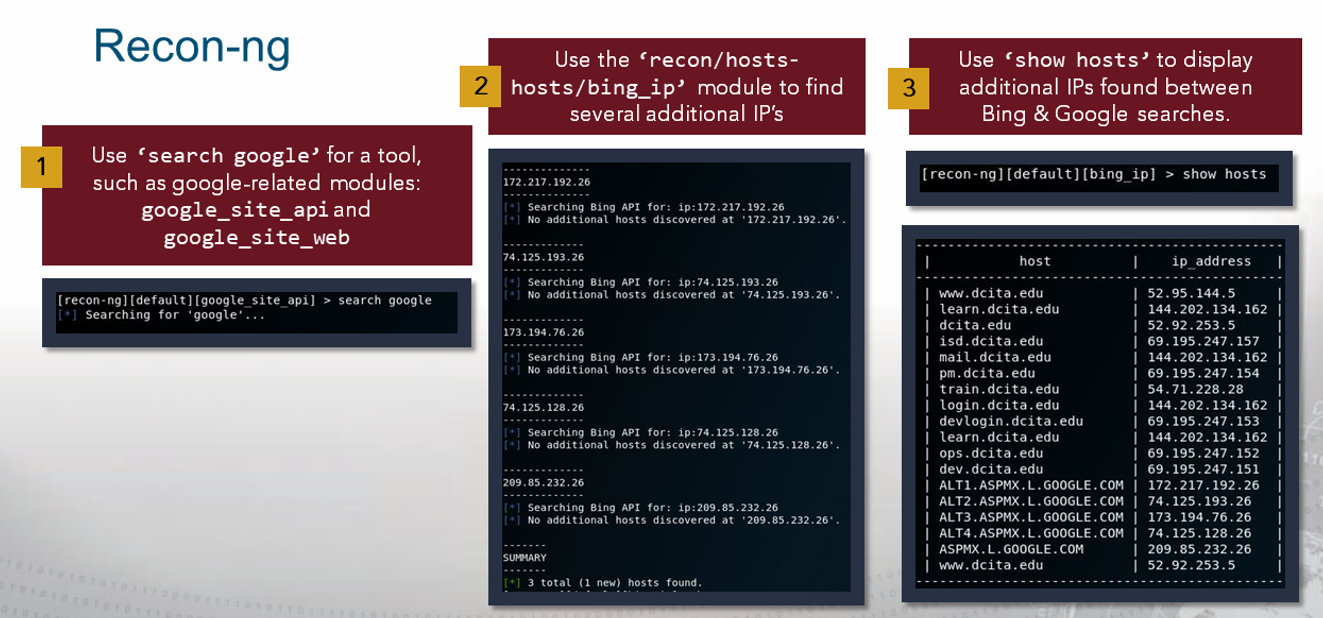 Recon-ng
1
Use ‘search google’ for a tool,
such as google-related modules:
google_site_api and
google_site_web
[recon-ng][default][google_site_api] > search google
[*] Searching for 'google'...
2
Use the ‘recon/hosts-
hosts/bing_ip’ module to find
several additional IP’s
--------------
172.217.192.26
--------------
[*] Searching Bing API for: ip:172.217.192.26
[*] No additional hosts discovered at '172.217.192.26'.
-------------
74.125.193.26
-------------
[*] Searching Bing API for: ip:74.125.193.26
[*] No additional hosts discovered at '74.125.193.26'.
-------------
173.194.76.26
-------------
[*] Searching Bing API for: ip:173.194.76.26
[*] No additional hosts discovered at '173.194.76.26'.
-------------
74.125.128.26
-------------
[*] Searching Bing API for: ip:74.125.128.26
[*] No additional hosts discovered at '74.125.128.26'.
-------------
209.85.232.26
-------------
[*] Searching Bing API for: ip:209.85.232.26
[*] No additional hosts discovered at '209.85.232.26'.
-------
SUMMARY
-------
[*] 3 total (1 new) hosts found.
3
Use ‘show hosts’ to display
additional IPs found between
Bing & Google searches.
[recon-ng][default][bing_ip] > show hosts
| host | ip_address |
| www.dcita.edu | 52.95.144.5 |
| learn.dcita.edu | 144.202.134.162 |
| dcita.edu | 52.92.253.5 |
| isd.dcita.edu | 69.195.247.157 |
| mail.dcita.edu | 144.202.134.162 |
| pm.dcita.edu | 69.195.247.154 |
| train.dcita.edu | 54.71.228.28 |
| login.dcita.edu | 144.202.134.162 |
| devlogin.dcita.edu | 69.195.247.153 |
| learn.dcita.edu | 144.202.134.162 |
| ops.dcita.edu | 69.195.247.152 |
| dev.dcita.edu | 69.195.247.151 |
| ALT1.ASPMX.L.GOOGLE.COM | 172.217.192.26 |
| ALT2.ASPMX.L.GOOGLE.COM | 74.125.193.26 |
| ALT3.ASPMX.L.GOOGLE.COM | 173.194.76.26 |
| ALT4.ASPMX.L.GOOGLE.COM | 74.125.128.26 |
| ASPMX.L.GOOGLE.COM | 209.85.232.26 |
| www.dcita.edu | 52.92.253.5 |